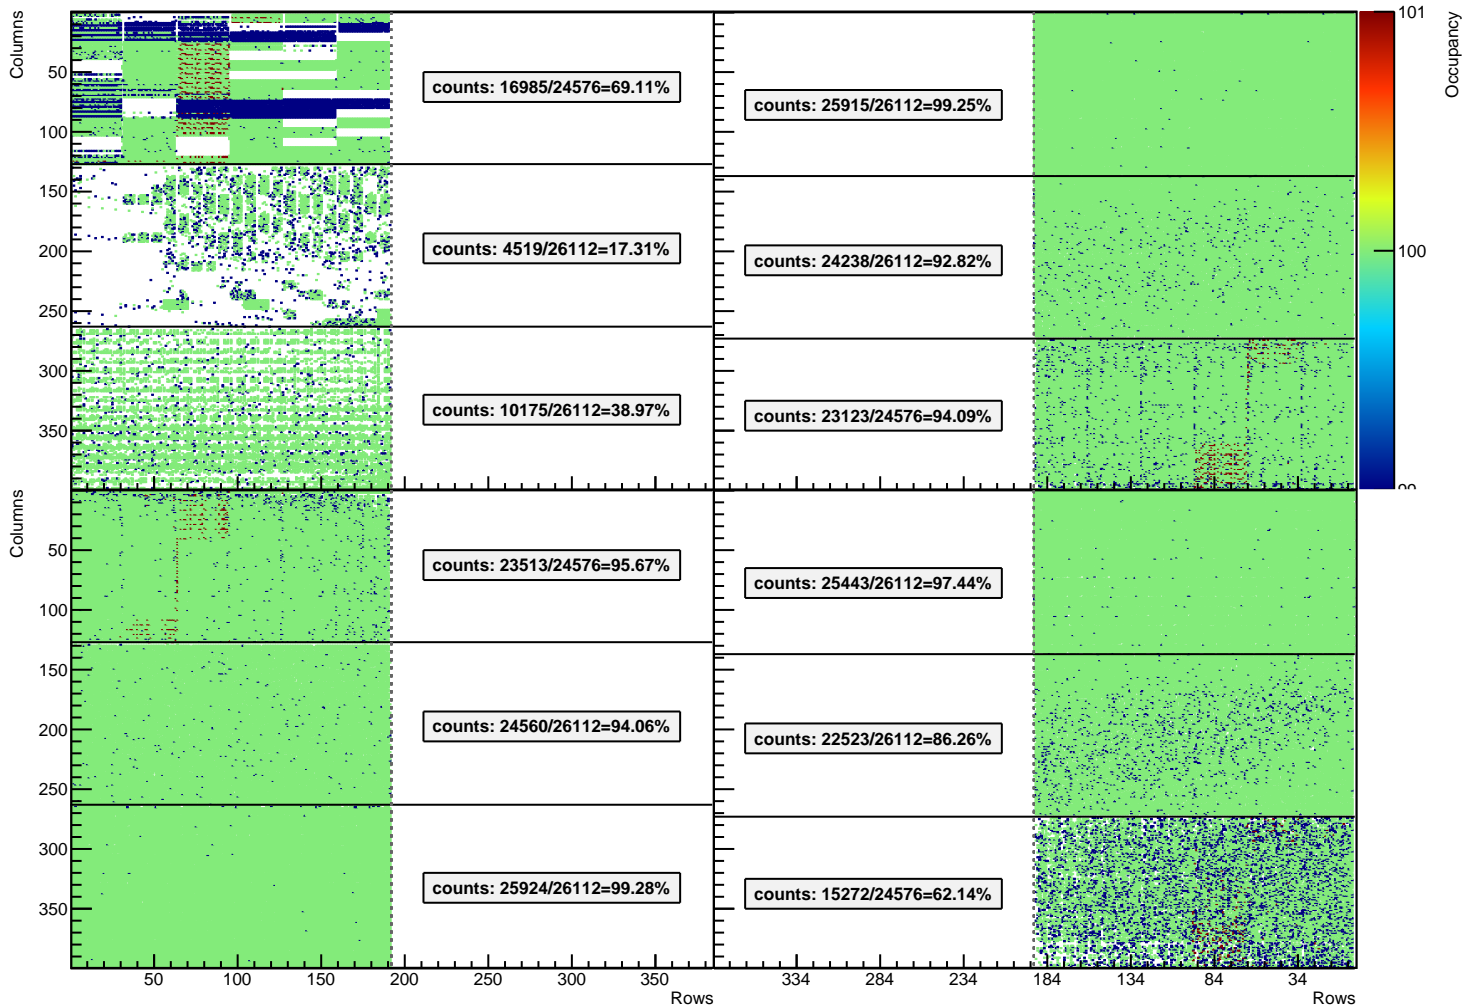 101
Columns
Occupancy
50
counts: 16985/24576=69.11%
counts: 25915/26112=99.25%
100
150
200
counts: 4519/26112=17.31%
counts: 24238/26112=92.82%
100
250
300
counts: 10175/26112=38.97%
counts: 23123/24576=94.09%
350
99
Columns
50
counts: 23513/24576=95.67%
counts: 25443/26112=97.44%
100
150
200
counts: 24560/26112=94.06%
counts: 22523/26112=86.26%
250
300
counts: 25924/26112=99.28%
counts: 15272/24576=62.14%
350
50 100 150 200 250 300 350 334 284 234 184 134 84 34
Rows Rows